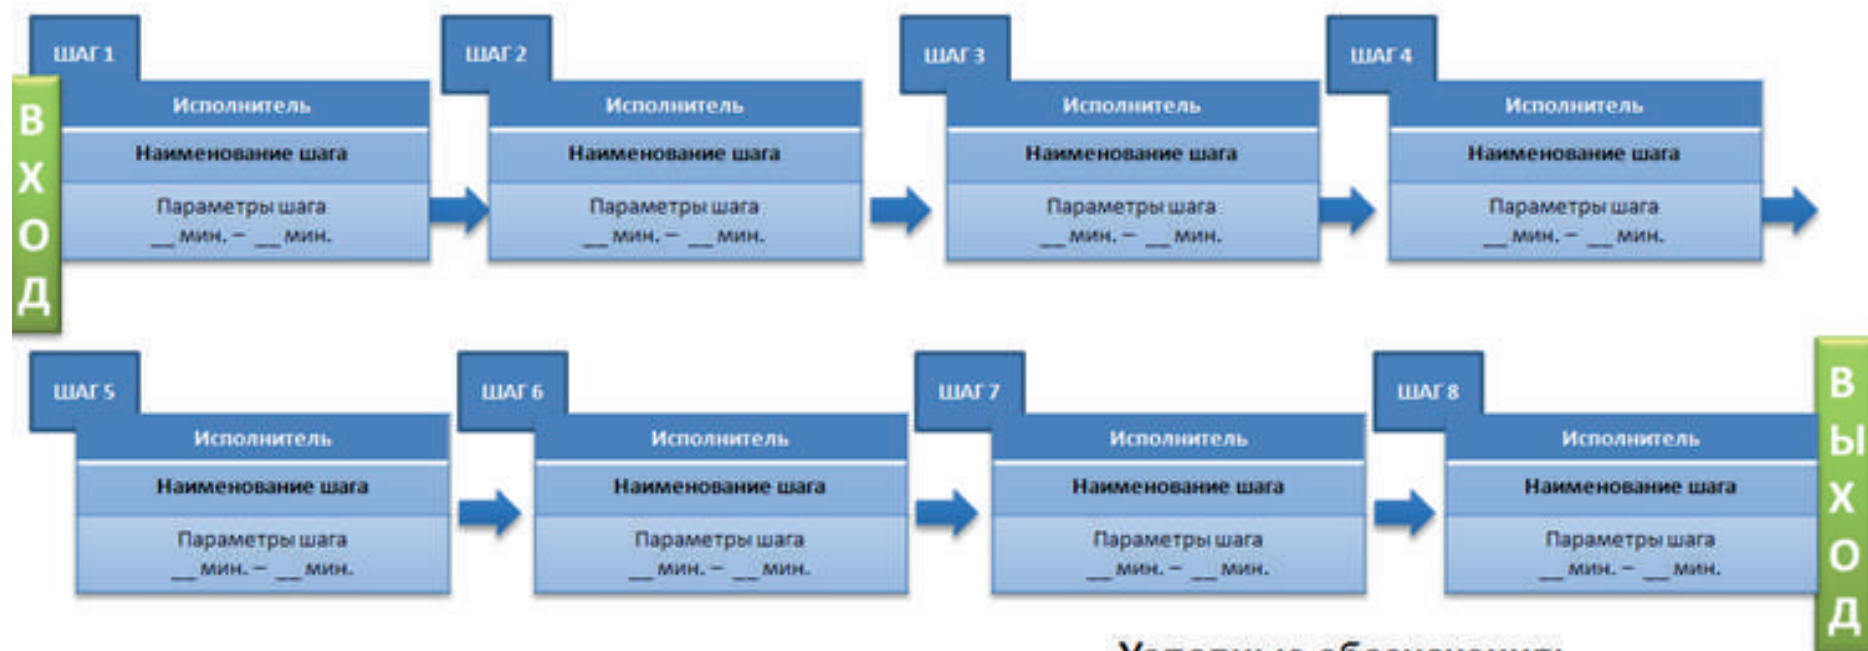 ШАГ 1
ШАГ 2
ШАГ 3
ШАГ 4
ВХОД
Исполнитель
Наименование шага
Параметры шага
__ мин. – __ мин.
Исполнитель
Наименование шага
Параметры шага
__ мин. – __ мин.
Исполнитель
Наименование шага
Параметры шага
__ мин. – __ мин.
Исполнитель
Наименование шага
Параметры шага
__ мин. – __ мин.
ШАГ 5
ШАГ 6
ШАГ 7
ШАГ 8
Исполнитель
Наименование шага
Параметры шага
__ мин. – __ мин.
Исполнитель
Наименование шага
Параметры шага
__ мин. – __ мин.
Исполнитель
Наименование шага
Параметры шага
__ мин. – __ мин.
Исполнитель
Наименование шага
Параметры шага
__ мин. – __ мин.
ВЫХОД